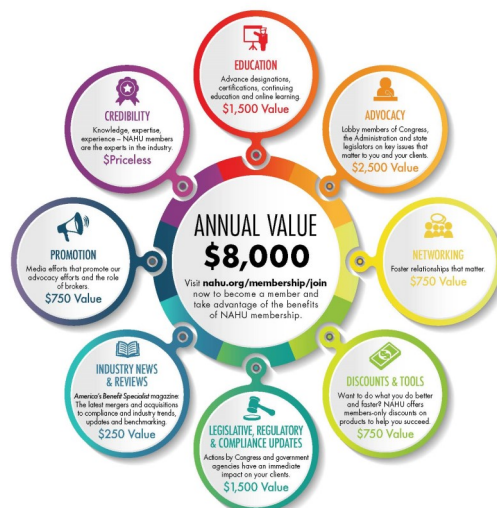 EDUCATION
Advance designations,
certifications, continuing
education and online learning.
$1,500 Value
ADVOCACY
Lobby members of Congress,
the Administration and state
legislators on key issues that
matter to you and your clients.
$2,500 Value
NETWORKING
Foster relationships that matter.
$750 Value
DISCOUNTS & TOOLS
Want to do what you do better
and faster? NAHU offers
members-only discounts on
products to help you succeed.
$750 Value
LEGISLATIVE, REGULATORY
& COMPLIANCE UPDATES
Actions by Congress and government
agencies have an immediate
impact on your clients.
$1,500 Value
INDUSTRY NEWS
& REVIEWS
America's Benefit Specialist magazine:
The latest mergers and acquisitions
to compliance and industry trends,
updates and benchmarking.
$250 Value
PROMOTION
Media efforts that promote our
advocacy efforts and the role
of brokers.
$750 Value
CREDIBILITY
Knowledge, expertise,
experience – NAHU members
are the experts in the industry.
$Priceless
ANNUAL VALUE
$8,000
Visit nahu.org/membership/join
now to become a member and
take advantage of the benefits
of NAHU membership.